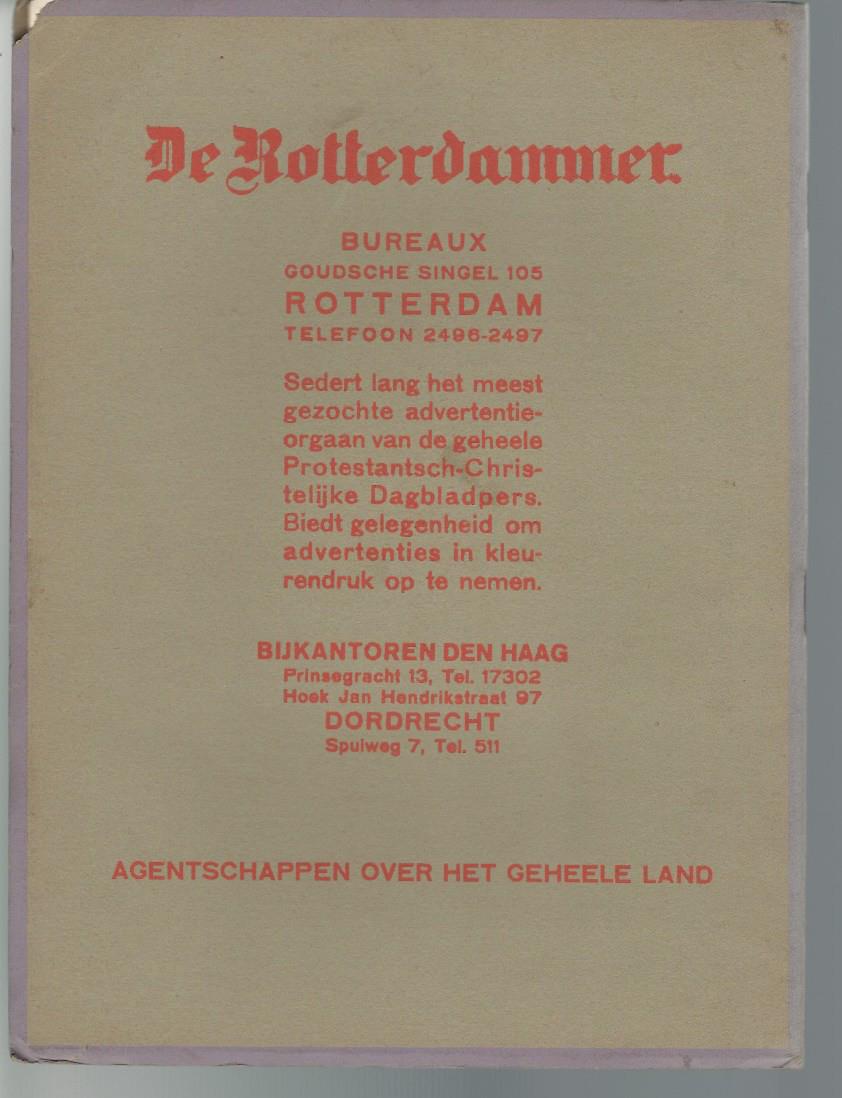 De Rotterdammer.
BUREAUX
GOUDSCHE SINGEL 105
ROTTERDAM
TELEFOON 2496-2497
Sedert lang het meest
gezochte advertentie-
orgaan van de geheele
Protestantsch-Chris-
telijke Dagbladpers.
Biedt gelegenheid om
advertenties in kleu-
rendruk op te nemen.
BIJKANTOREN DEN HAAG
Prinsegracht 13, Tel. 17302
Hoek Jan Hendrikstraat 97
DORDRECHT
Spuiweg 7, Tel. 511
AGENTSCHAPPEN OVER HET GEHEELE LAND